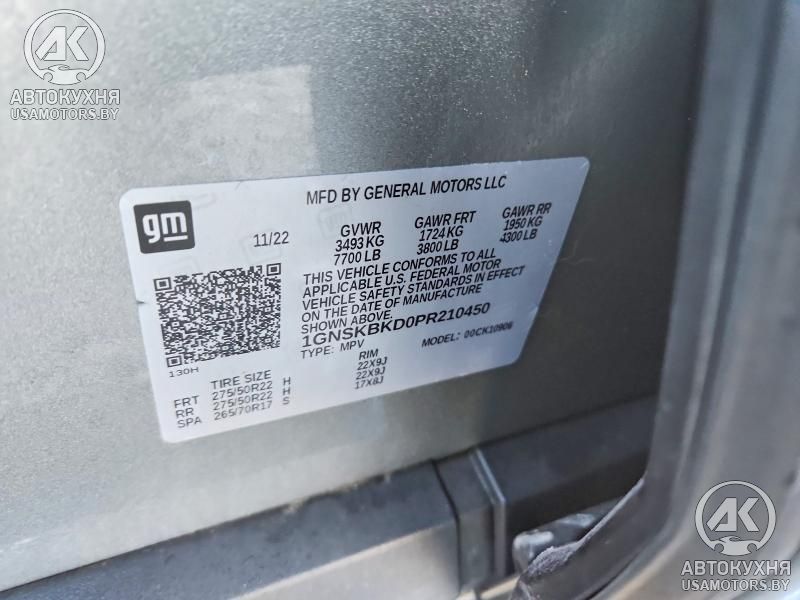 AK
АВТОКУХНЯ
USAMOTORS.BY
MFD BY GENERAL MOTORS LLC
gm
11/22
GVWR GAWR FRT GAWR RR
3493 KG 1724 KG 1950 KG
7700 LB 3800 LB 4300 LB
THIS VEHICLE CONFORMS TO ALL
APPLICABLE U.S. FEDERAL MOTOR
VEHICLE SAFETY STANDARDS IN EFFECT
ON THE DATE OF MANUFACTURE
SHOWN ABOVE.
1GNSKBKD0PR210450
TYPE: MPV MODEL: 00CK10906
130H
TIRE SIZE RIM
FRT 275/50R22 H 22X9J
RR 275/50R22 H 22X9J
SPA 265/70R17 S 17X8J
AK
АВТОКУХНЯ
USAMOTORS.BY